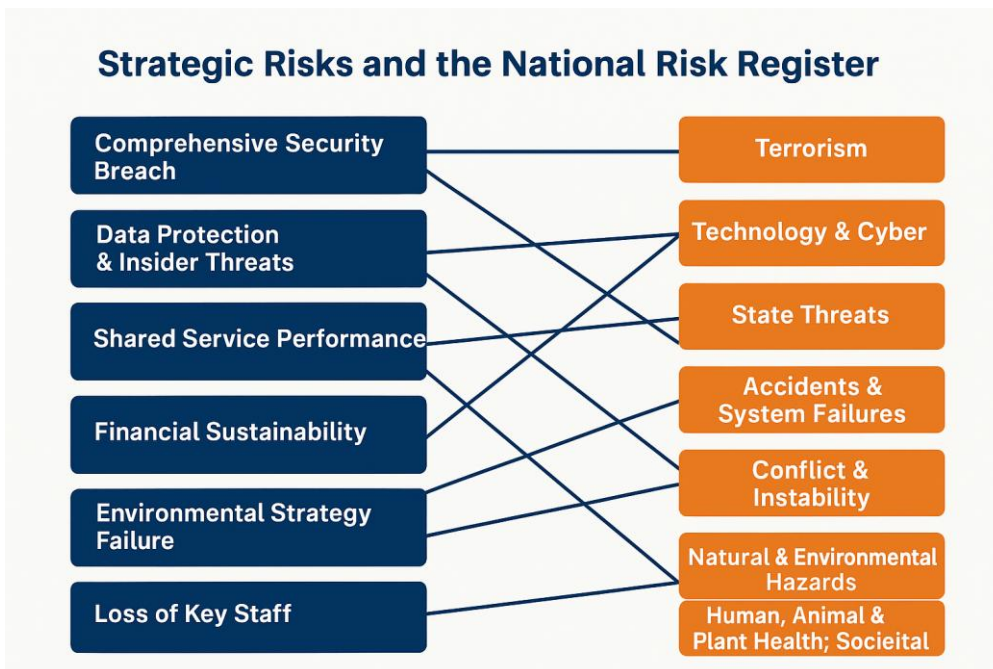 Strategic Risks and the National Risk Register
Comprehensive Security
Breach
Data Protection
& Insider Threats
Shared Service Performance
Financial Sustainability
Environmental Strategy
Failure
Loss of Key Staff
Terrorism
Technology & Cyber
State Threats
Accidents &
System Failures
Conflict &
Instability
Natural & Environmental
Hazards
Human, Animal &
Plant Health; Socieital